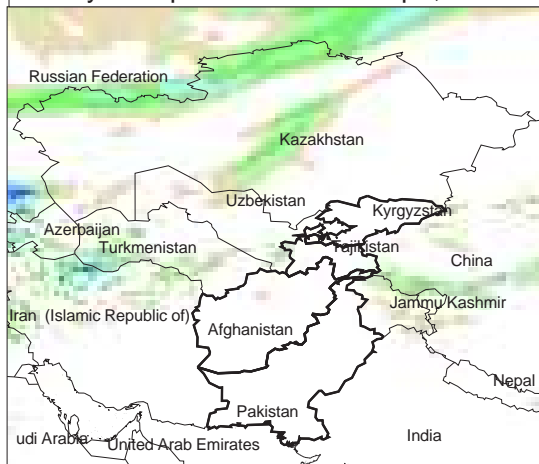 Russian Federation
Kazakhstan
Uzbekistan
Kyrgyzstan
Azerbaijan
Turkmenistan
Tajikistan
China
Jammu Kashmir
Iran (Islamic Republic of)
Afghanistan
Nepal
Pakistan
udi Arabia
United Arab Emirates
India